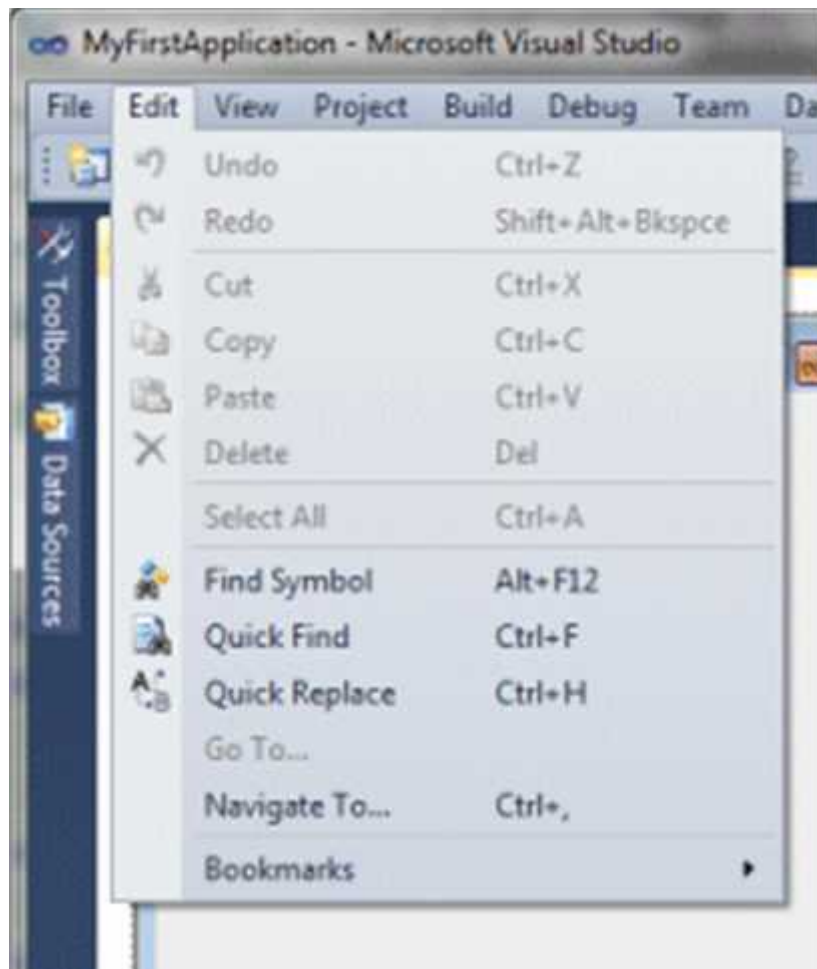 MyFirstApplication - Microsoft Visual Studio
File Edit View Project Build Debug Team Da
Undo Ctrl+Z
Redo Shift+Alt+Bkspce
Cut Ctrl+X
Copy Ctrl+C
Paste Ctrl+V
Delete Del
Select All Ctrl+A
Find Symbol Alt+F12
Quick Find Ctrl+F
Quick Replace Ctrl+H
Go To...
Navigate To... Ctrl+,
Bookmarks
Toolbox
Data Sources